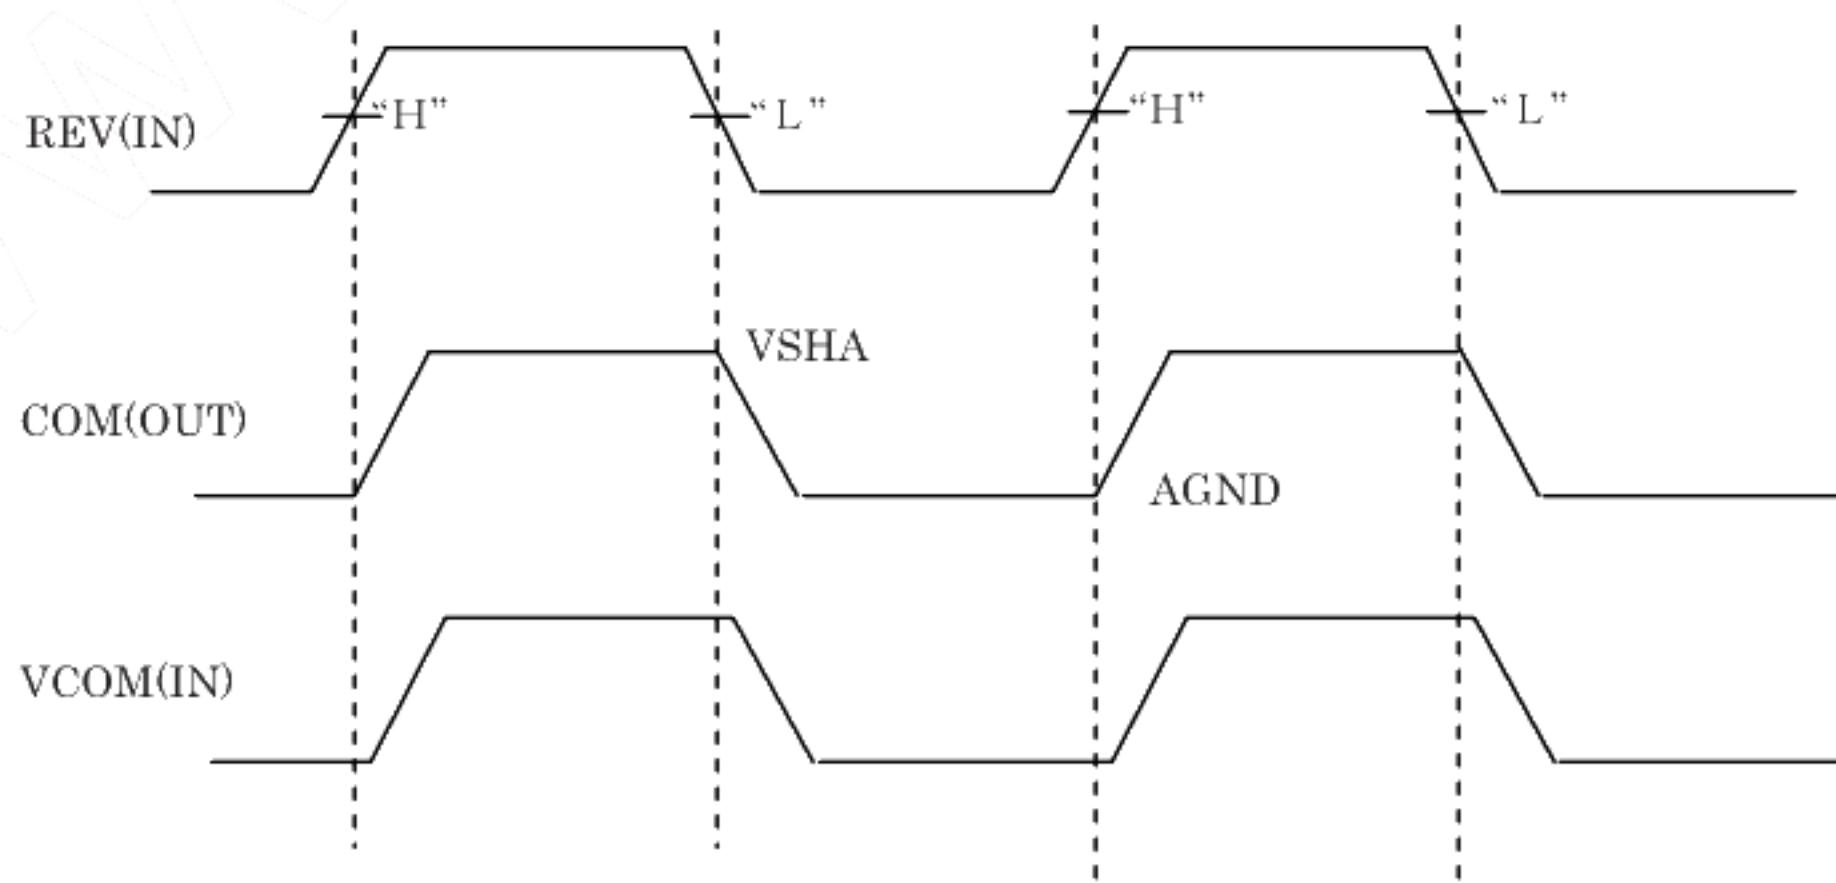 REV(IN) “H” “L” “H” “L”
VSHA
COM(OUT)
AGND
VCOM(IN)